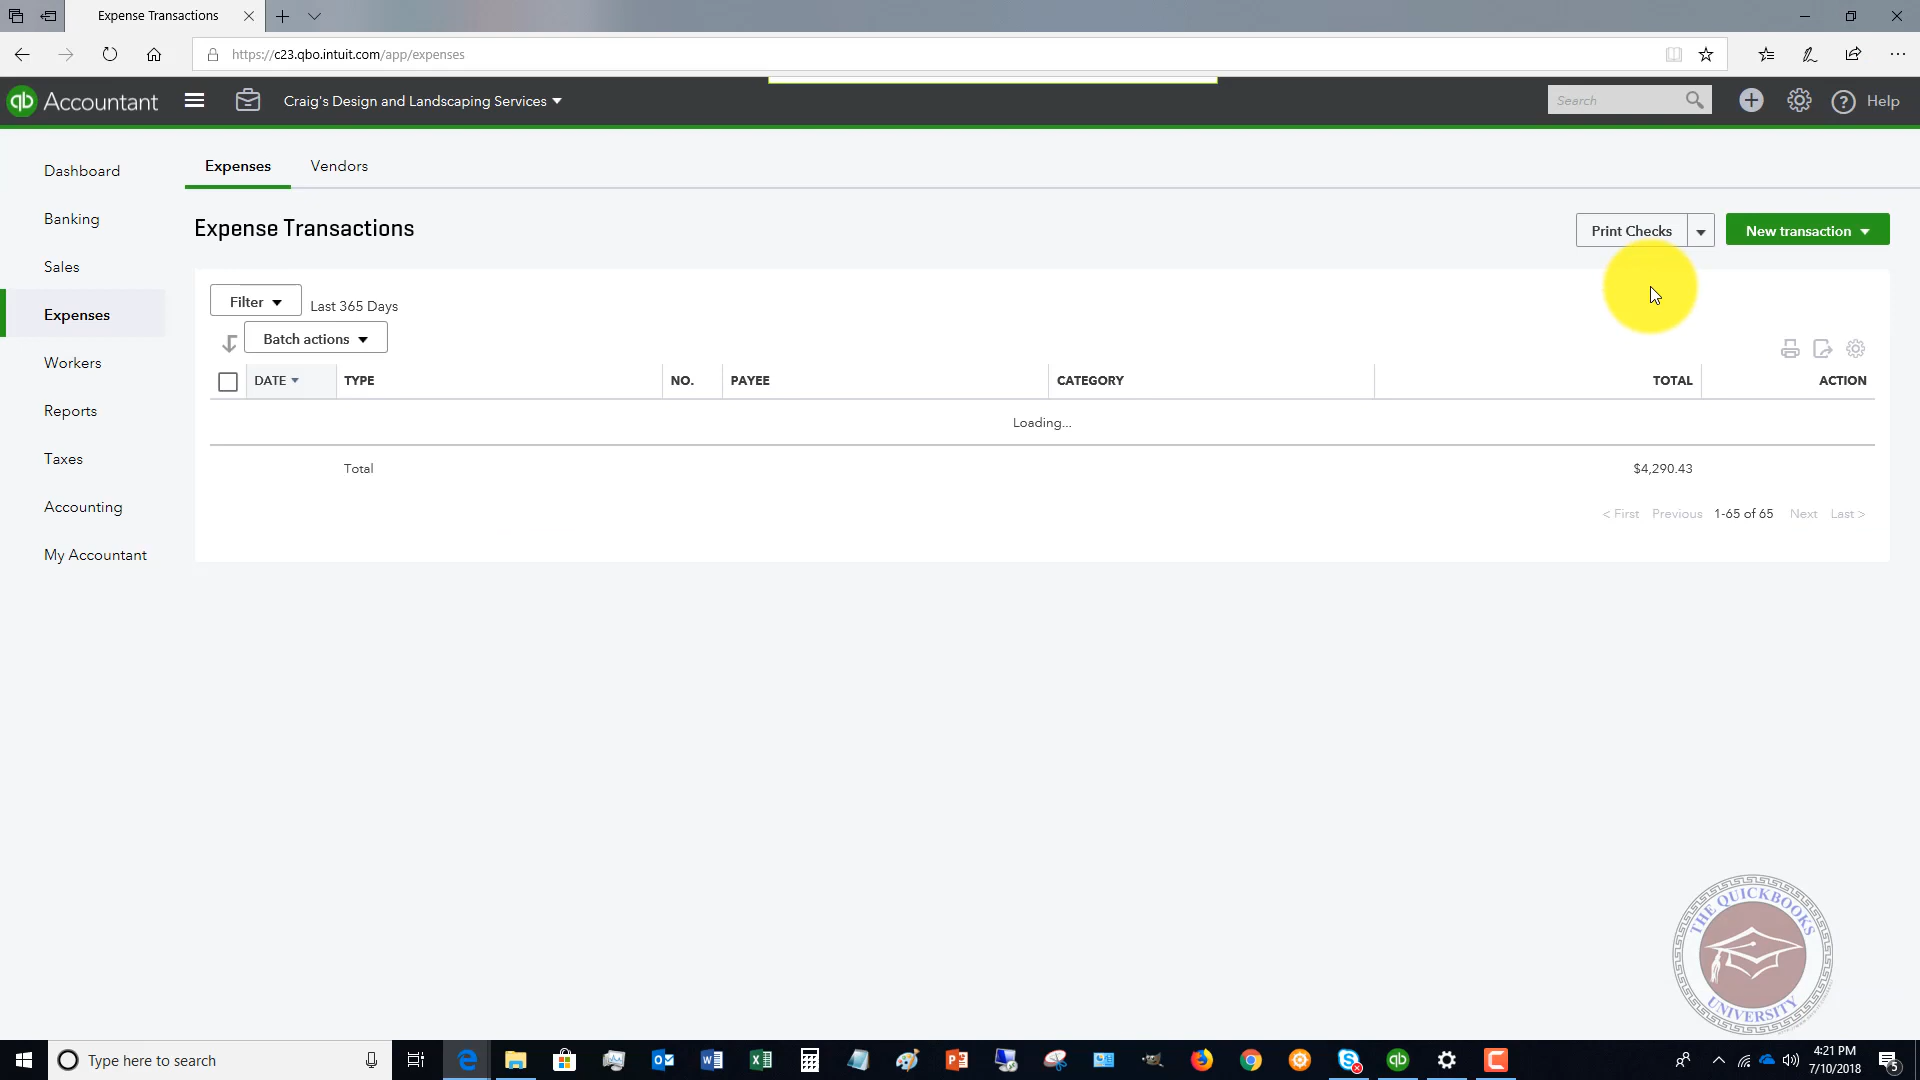 Expense Transactions
https://c23.qbo.intuit.com/app/expenses
qb Accountant
Craig's Design and Landscaping Services
Search
Help
Dashboard
Banking
Sales
Expenses
Workers
Reports
Taxes
Accounting
My Accountant
Expenses Vendors
Expense Transactions
Print Checks
New transaction
Filter
Last 365 Days
Batch actions
DATE TYPE NO. PAYEE CATEGORY TOTAL ACTION
Loading...
Total $4,290.43
< First Previous 1-65 of 65 Next Last >
THE QUICKBOOKS
UNIVERSITY
Type here to search
4:21 PM
7/10/2018
5